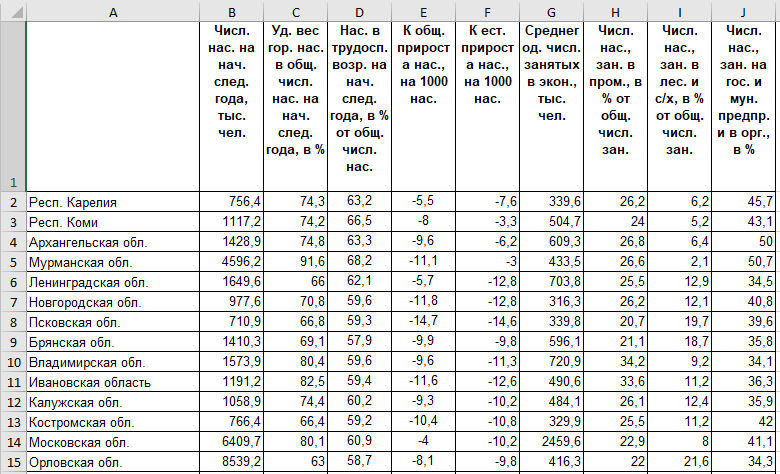 A B C D E F G H I J
1 Числ. нас. на нач. след. года, тыс. чел. Уд. вес гор. нас. в общ. числ. нас. на нач. след. года, в % Нас. в трудосп. возр. на нач. след. года, в % от общ. числ. нас. К общ. прирост а нас., на 1000 нас. К ест. прирост а нас., на 1000 нас. Среднег од. числ. занятых в экон., тыс. чел. Числ. нас., зан. в пром., в % от общ. числ. зан. Числ. нас., зан. в лес. и с/х, в % от общ. числ. зан. Числ. нас., зан. на гос. и мун. предпр. и в орг., в %
2 Респ. Карелия 756,4 74,3 63,2 -5,5 -7,6 339,6 26,2 6,2 45,7
3 Респ. Коми 1117,2 74,2 66,5 -8 -3,3 504,7 24 5,2 43,1
4 Архангельская обл. 1428,9 74,8 63,3 -9,6 -6,2 609,3 26,8 6,4 50
5 Мурманская обл. 4596,2 91,6 68,2 -11,1 -3 433,5 26,6 2,1 50,7
6 Ленинградская обл. 1649,6 66 62,1 -5,7 -12,8 703,8 25,5 12,9 34,5
7 Новгородская обл. 977,6 70,8 59,6 -11,8 -12,8 316,3 26,2 12,1 40,8
8 Псковская обл. 710,9 66,8 59,3 -14,7 -14,6 339,8 20,7 19,7 39,6
9 Брянская обл. 1410,3 69,1 57,9 -9,9 -9,8 596,1 21,1 18,7 35,8
10 Владимирская обл. 1573,9 80,4 59,6 -9,6 -11,3 720,9 34,2 9,2 34,1
11 Ивановская область 1191,2 82,5 59,4 -11,6 -12,6 490,6 33,6 11,2 36,3
12 Калужская обл. 1058,9 74,4 60,2 -9,3 -10,2 484,1 26,1 12,4 35,9
13 Костромская обл. 766,4 66,4 59,2 -10,4 -10,8 329,9 25,5 11,2 42
14 Московская обл. 6409,7 80,1 60,9 -4 -10,2 2459,6 22,9 8 41,1
15 Орловская обл. 8539,2 63 58,7 -8,1 -9,8 416,3 22 21,6 34,3